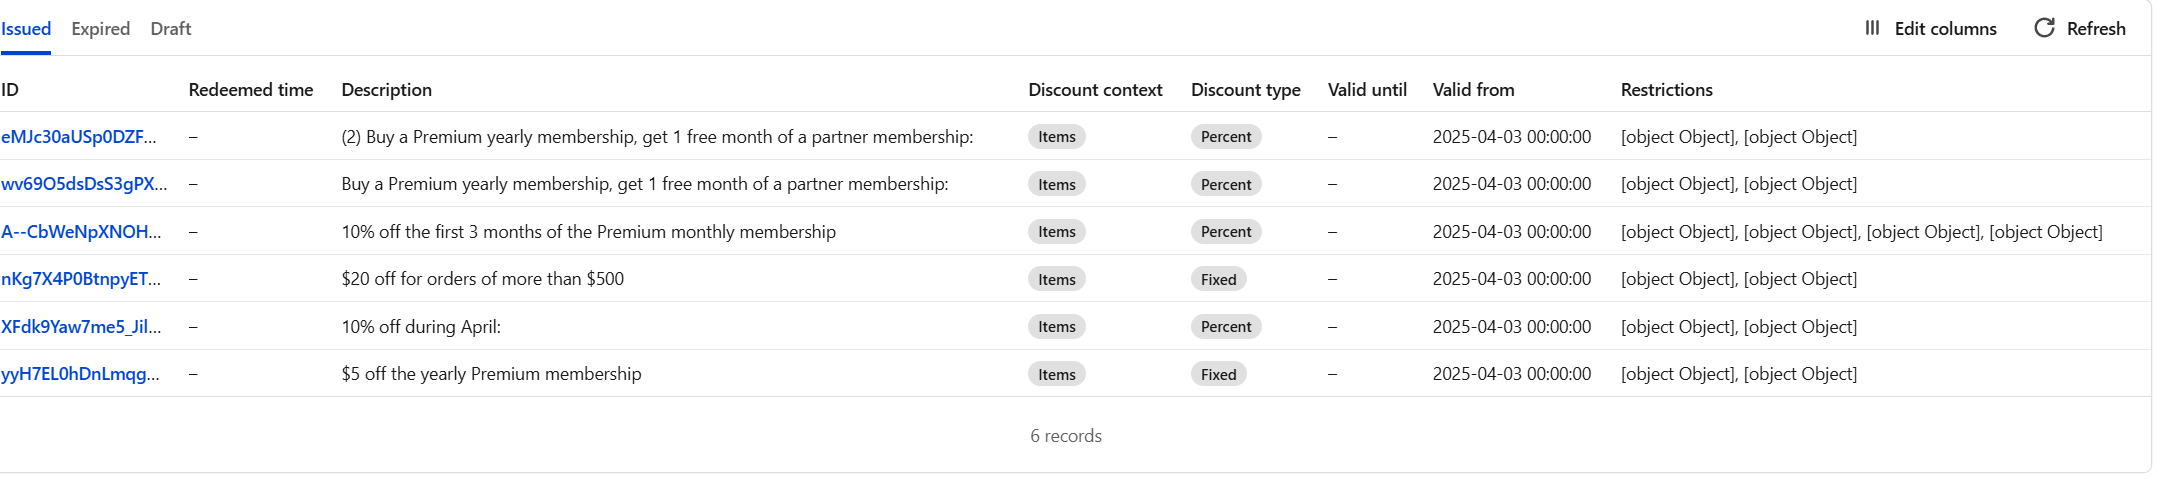 Issued Expired Draft Edit columns Refresh
ID Redeemed time Description Discount context Discount type Valid until Valid from Restrictions
eMJc30aUSp0DZF... – (2) Buy a Premium yearly membership, get 1 free month of a partner membership: Items Percent – 2025-04-03 00:00:00 [object Object], [object Object]
wv69O5dsDsS3gPX... – Buy a Premium yearly membership, get 1 free month of a partner membership: Items Percent – 2025-04-03 00:00:00 [object Object], [object Object]
A--CbWeNpXNOH... – 10% off the first 3 months of the Premium monthly membership Items Percent – 2025-04-03 00:00:00 [object Object], [object Object], [object Object], [object Object]
nKg7X4P0BtnpyET... – $20 off for orders of more than $500 Items Fixed – 2025-04-03 00:00:00 [object Object], [object Object]
XFdk9Yaw7me5_Jil... – 10% off during April: Items Percent – 2025-04-03 00:00:00 [object Object], [object Object]
yyH7EL0hDnLmqg... – $5 off the yearly Premium membership Items Fixed – 2025-04-03 00:00:00 [object Object], [object Object]
6 records